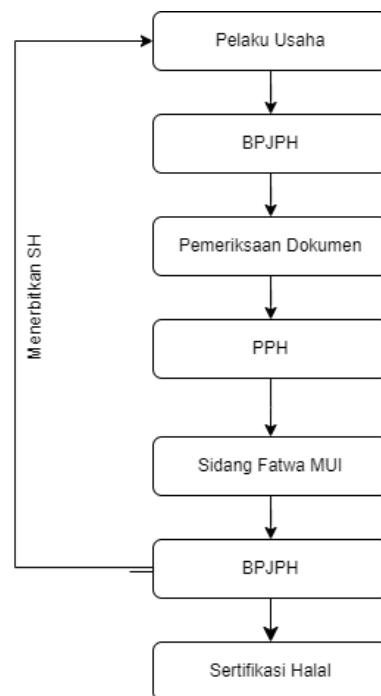 Pelaku Usaha
BPJPH
Pemeriksaan Dokumen
PPH
Sidang Fatwa MUI
BPJPH
Sertifikasi Halal
Menerbitkan SH